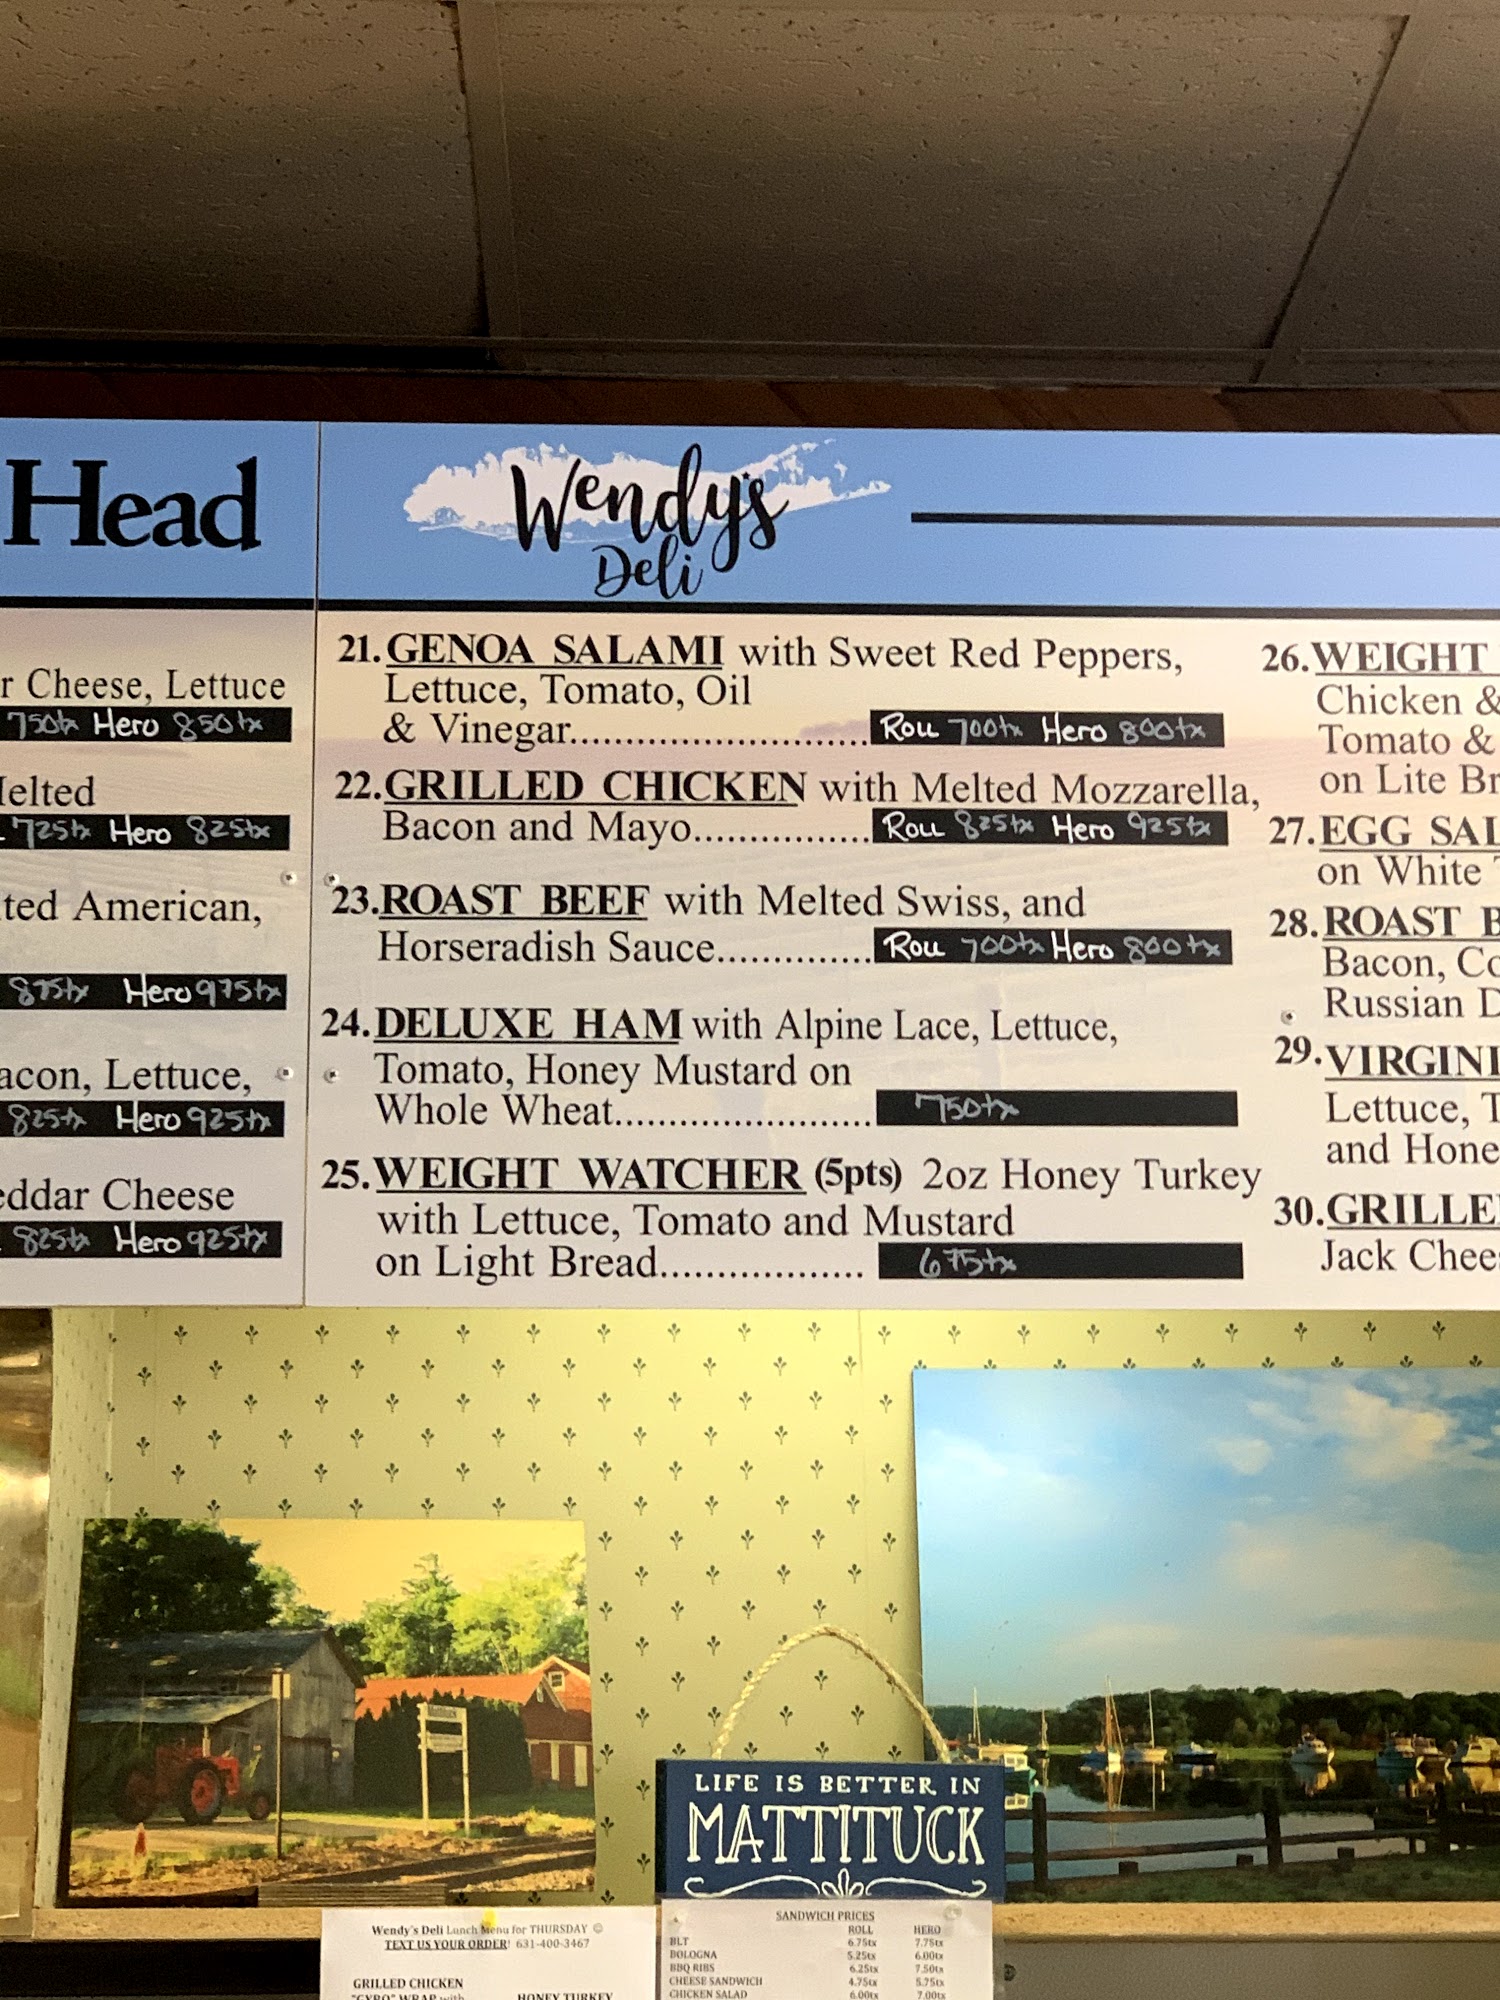 Head
r Cheese, Lettuce
750tx Hero 850tx
elted
725tx Hero 825tx
ted American,
875tx Hero 975tx
acon, Lettuce,
825tx Hero 925tx
eddar Cheese
825tx Hero 925tx
Wendy's
Deli
21. GENOA SALAMI with Sweet Red Peppers,
Lettuce, Tomato, Oil
& Vinegar........................... Roll 700tx Hero 800tx
22. GRILLED CHICKEN with Melted Mozzarella,
Bacon and Mayo................ Roll 825tx Hero 925tx
23. ROAST BEEF with Melted Swiss, and
Horseradish Sauce.............. Roll 700tx Hero 800tx
24. DELUXE HAM with Alpine Lace, Lettuce,
Tomato, Honey Mustard on
Whole Wheat....................... 750tx
25. WEIGHT WATCHER (5pts) 2oz Honey Turkey
with Lettuce, Tomato and Mustard
on Light Bread.................. 675tx
26. WEIGHT
Chicken &
Tomato &
on Lite Br
27. EGG SAL
on White
28. ROAST B
Bacon, Co
Russian D
29. VIRGINI
Lettuce, T
and Hone
30. GRILLE
Jack Chee
LIFE IS BETTER IN
MATTITUCK
Wendy's Deli Lunch Menu for THURSDAY ☺
TEXT US YOUR ORDER! 631-400-3467
GRILLED CHICKEN
"GYRO" WRAP with
HONEY TURKEY
SANDWICH PRICES
ROLL HERO
BLT 6.75tx 7.75tx
BOLOGNA 5.25tx 6.00tx
BBQ RIBS 6.25tx 7.50tx
CHEESE SANDWICH 4.75tx 5.75tx
CHICKEN SALAD 6.00tx 7.00tx